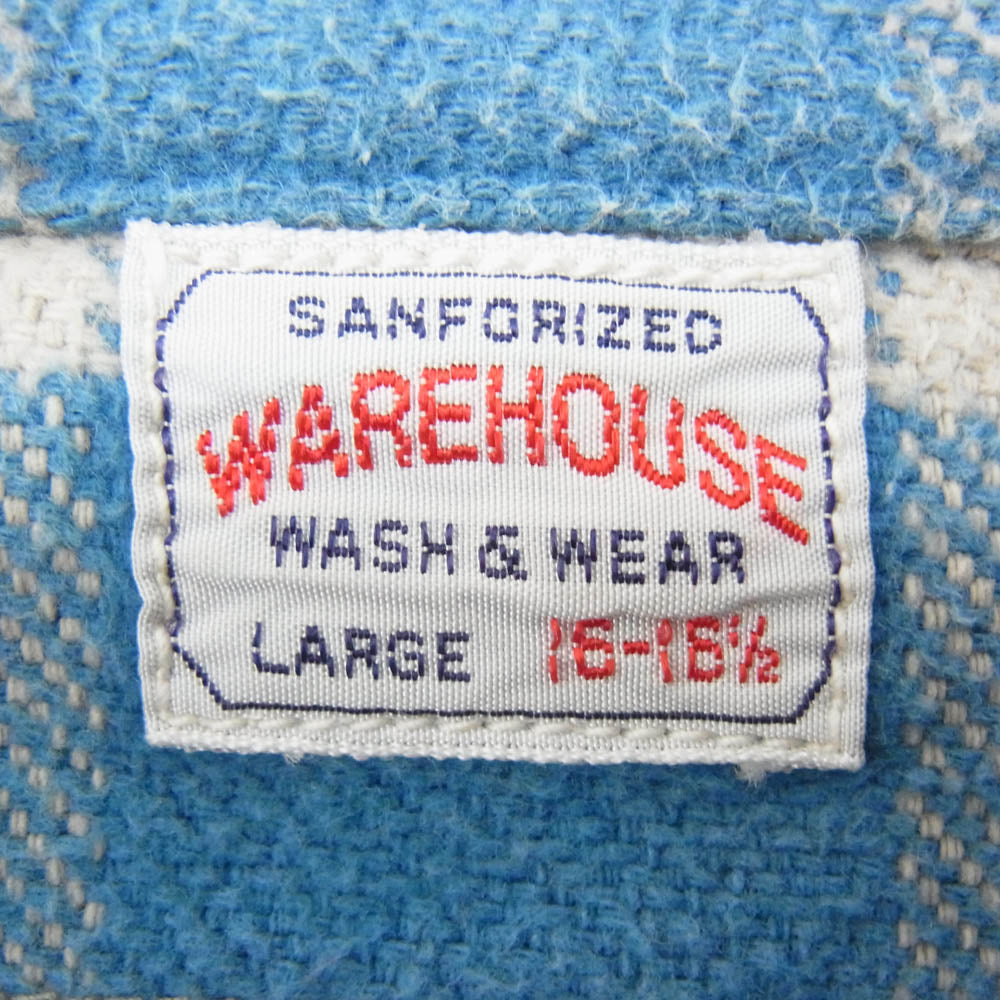 SANFORIZED
WAREHOUSE
WASH & WEAR
LARGE 16-16½